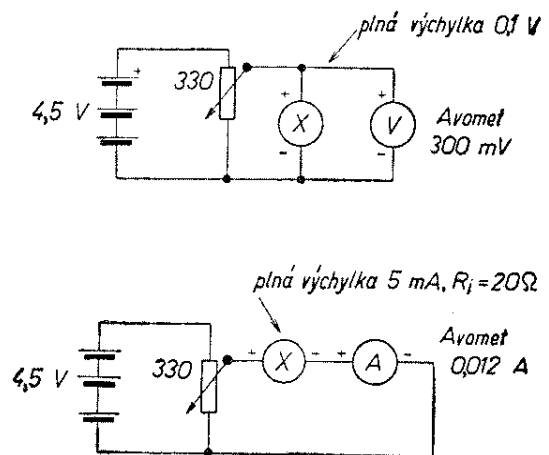 plná výchylka 0,1 V
+
330
4,5 V
+
X
-
+
V
-
Avomet
300 mV
plná výchylka 5 mA, Ri = 20Ω
4,5 V
330
+
X
-
+
A
-
Avomet
0,012 A